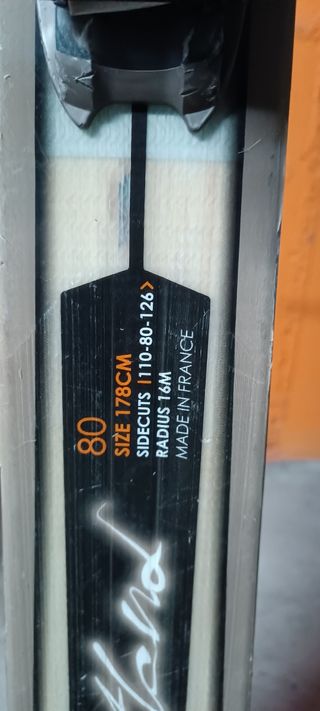 80
SIZE 178CM
SIDECUTS | 110-80-126 >
RADIUS 16M
MADE IN FRANCE